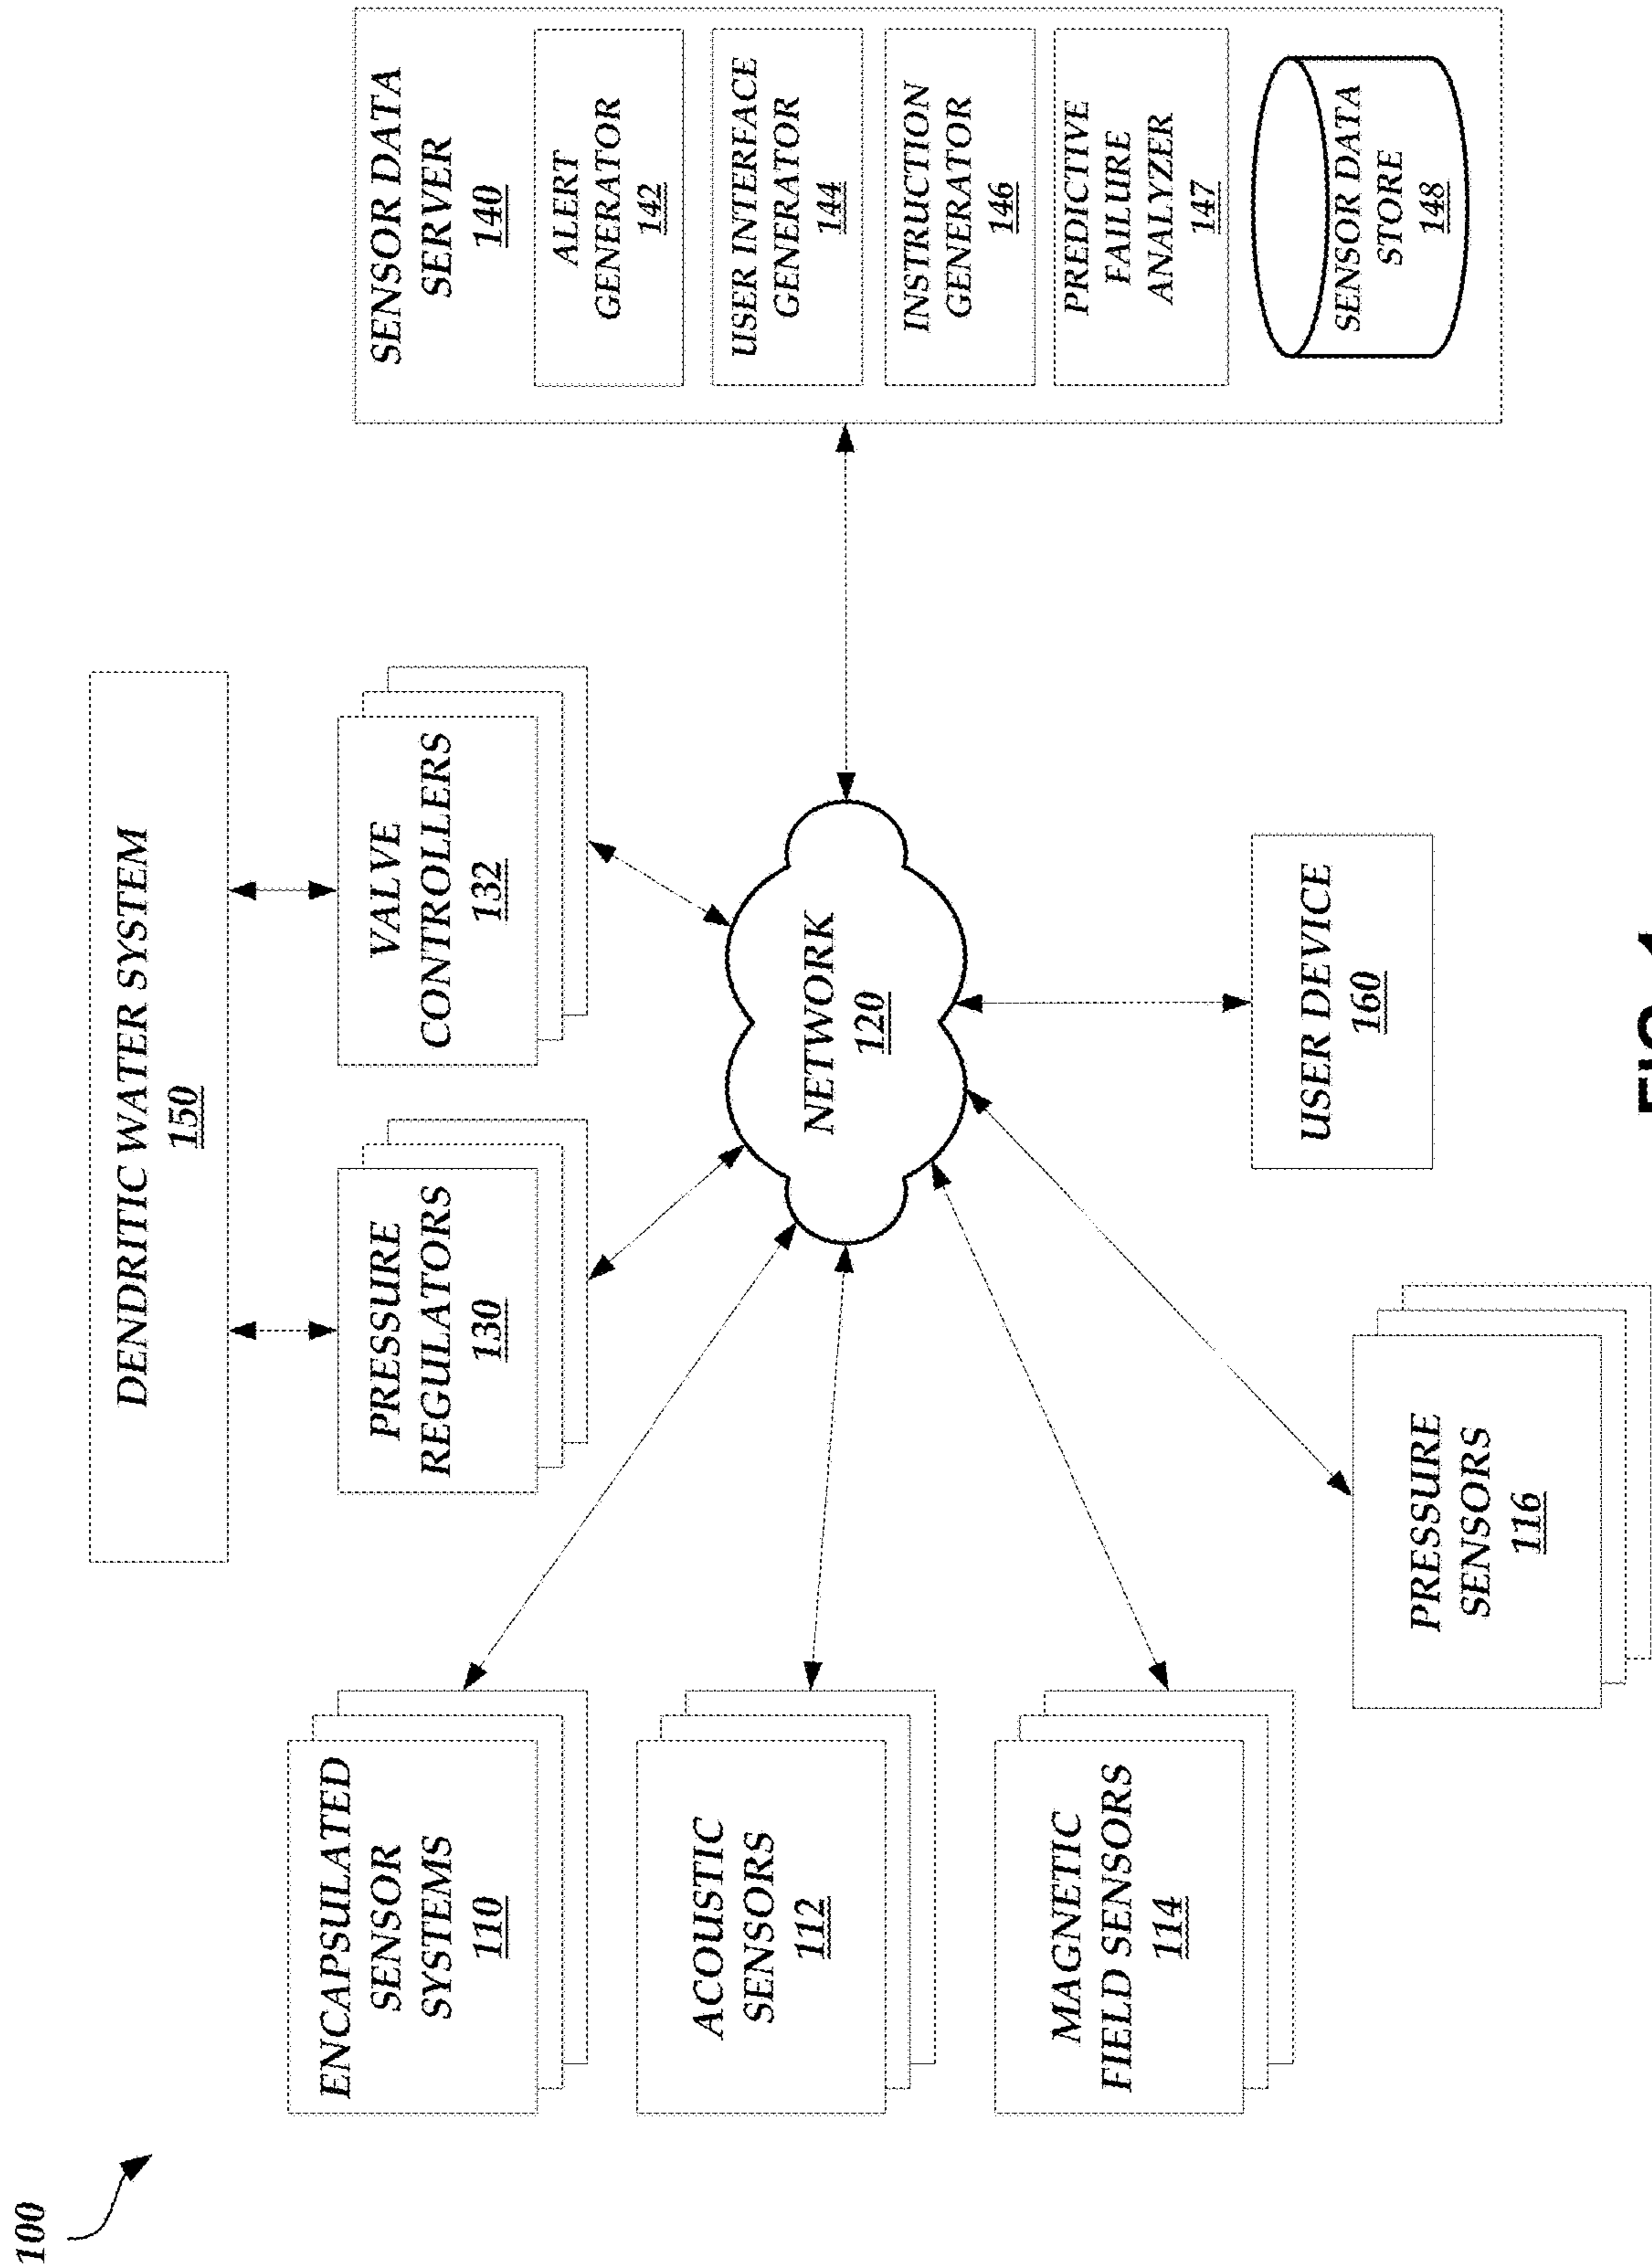 100
DENDRITIC WATER SYSTEM
150
PRESSURE
REGULATORS
130
VALVE
CONTROLLERS
132
ENCAPSULATED
SENSOR
SYSTEMS
110
ACOUSTIC
SENSORS
112
MAGNETIC
FIELD SENSORS
114
PRESSURE
SENSORS
116
NETWORK
120
USER DEVICE
160
SENSOR DATA
SERVER
140
ALERT
GENERATOR
142
USER INTERFACE
GENERATOR
144
INSTRUCTION
GENERATOR
146
PREDICTIVE
FAILURE
ANALYZER
147
SENSOR DATA
STORE
148